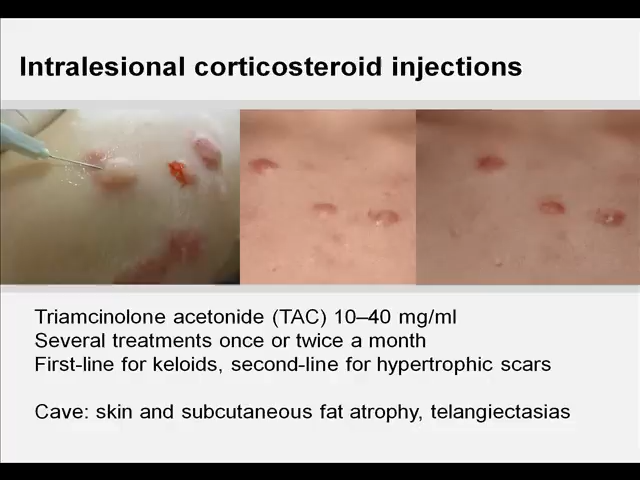 Intralesional corticosteroid injections
Triamcinolone acetonide (TAC) 10–40 mg/ml
Several treatments once or twice a month
First-line for keloids, second-line for hypertrophic scars
Cave: skin and subcutaneous fat atrophy, telangiectasias